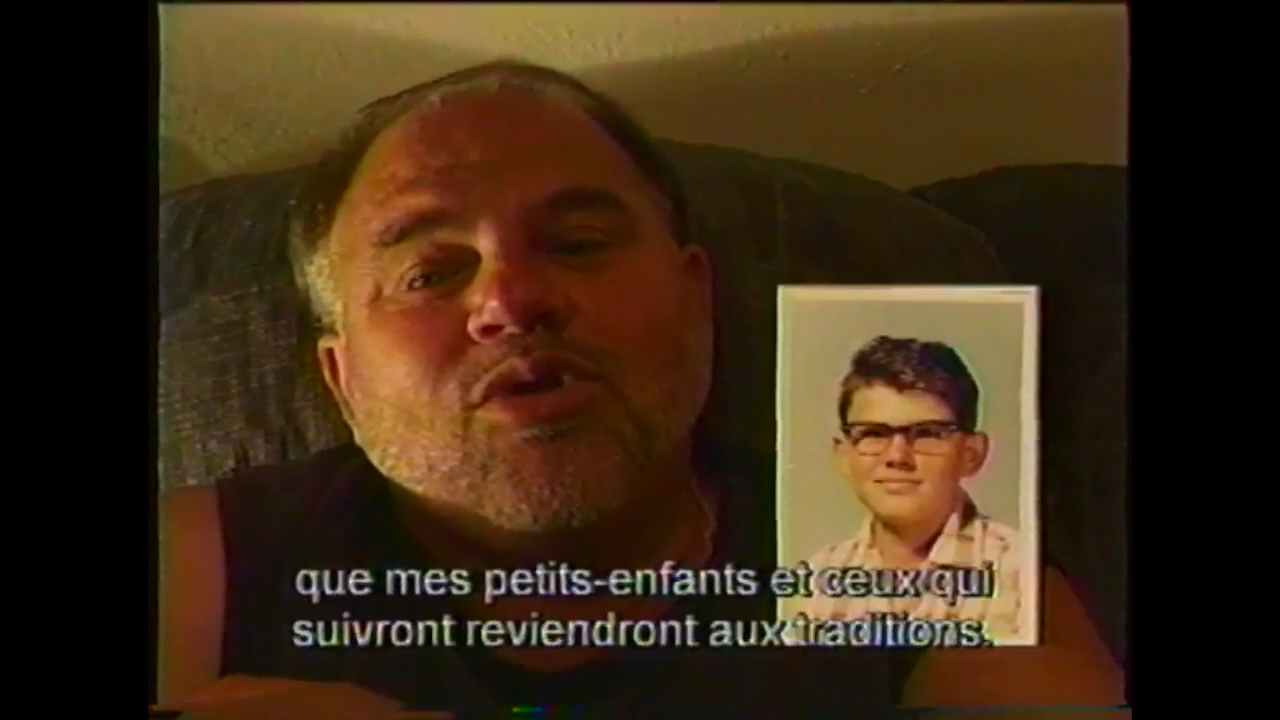 que mes petits-enfants et ceux qui
suivront reviendront aux traditions.